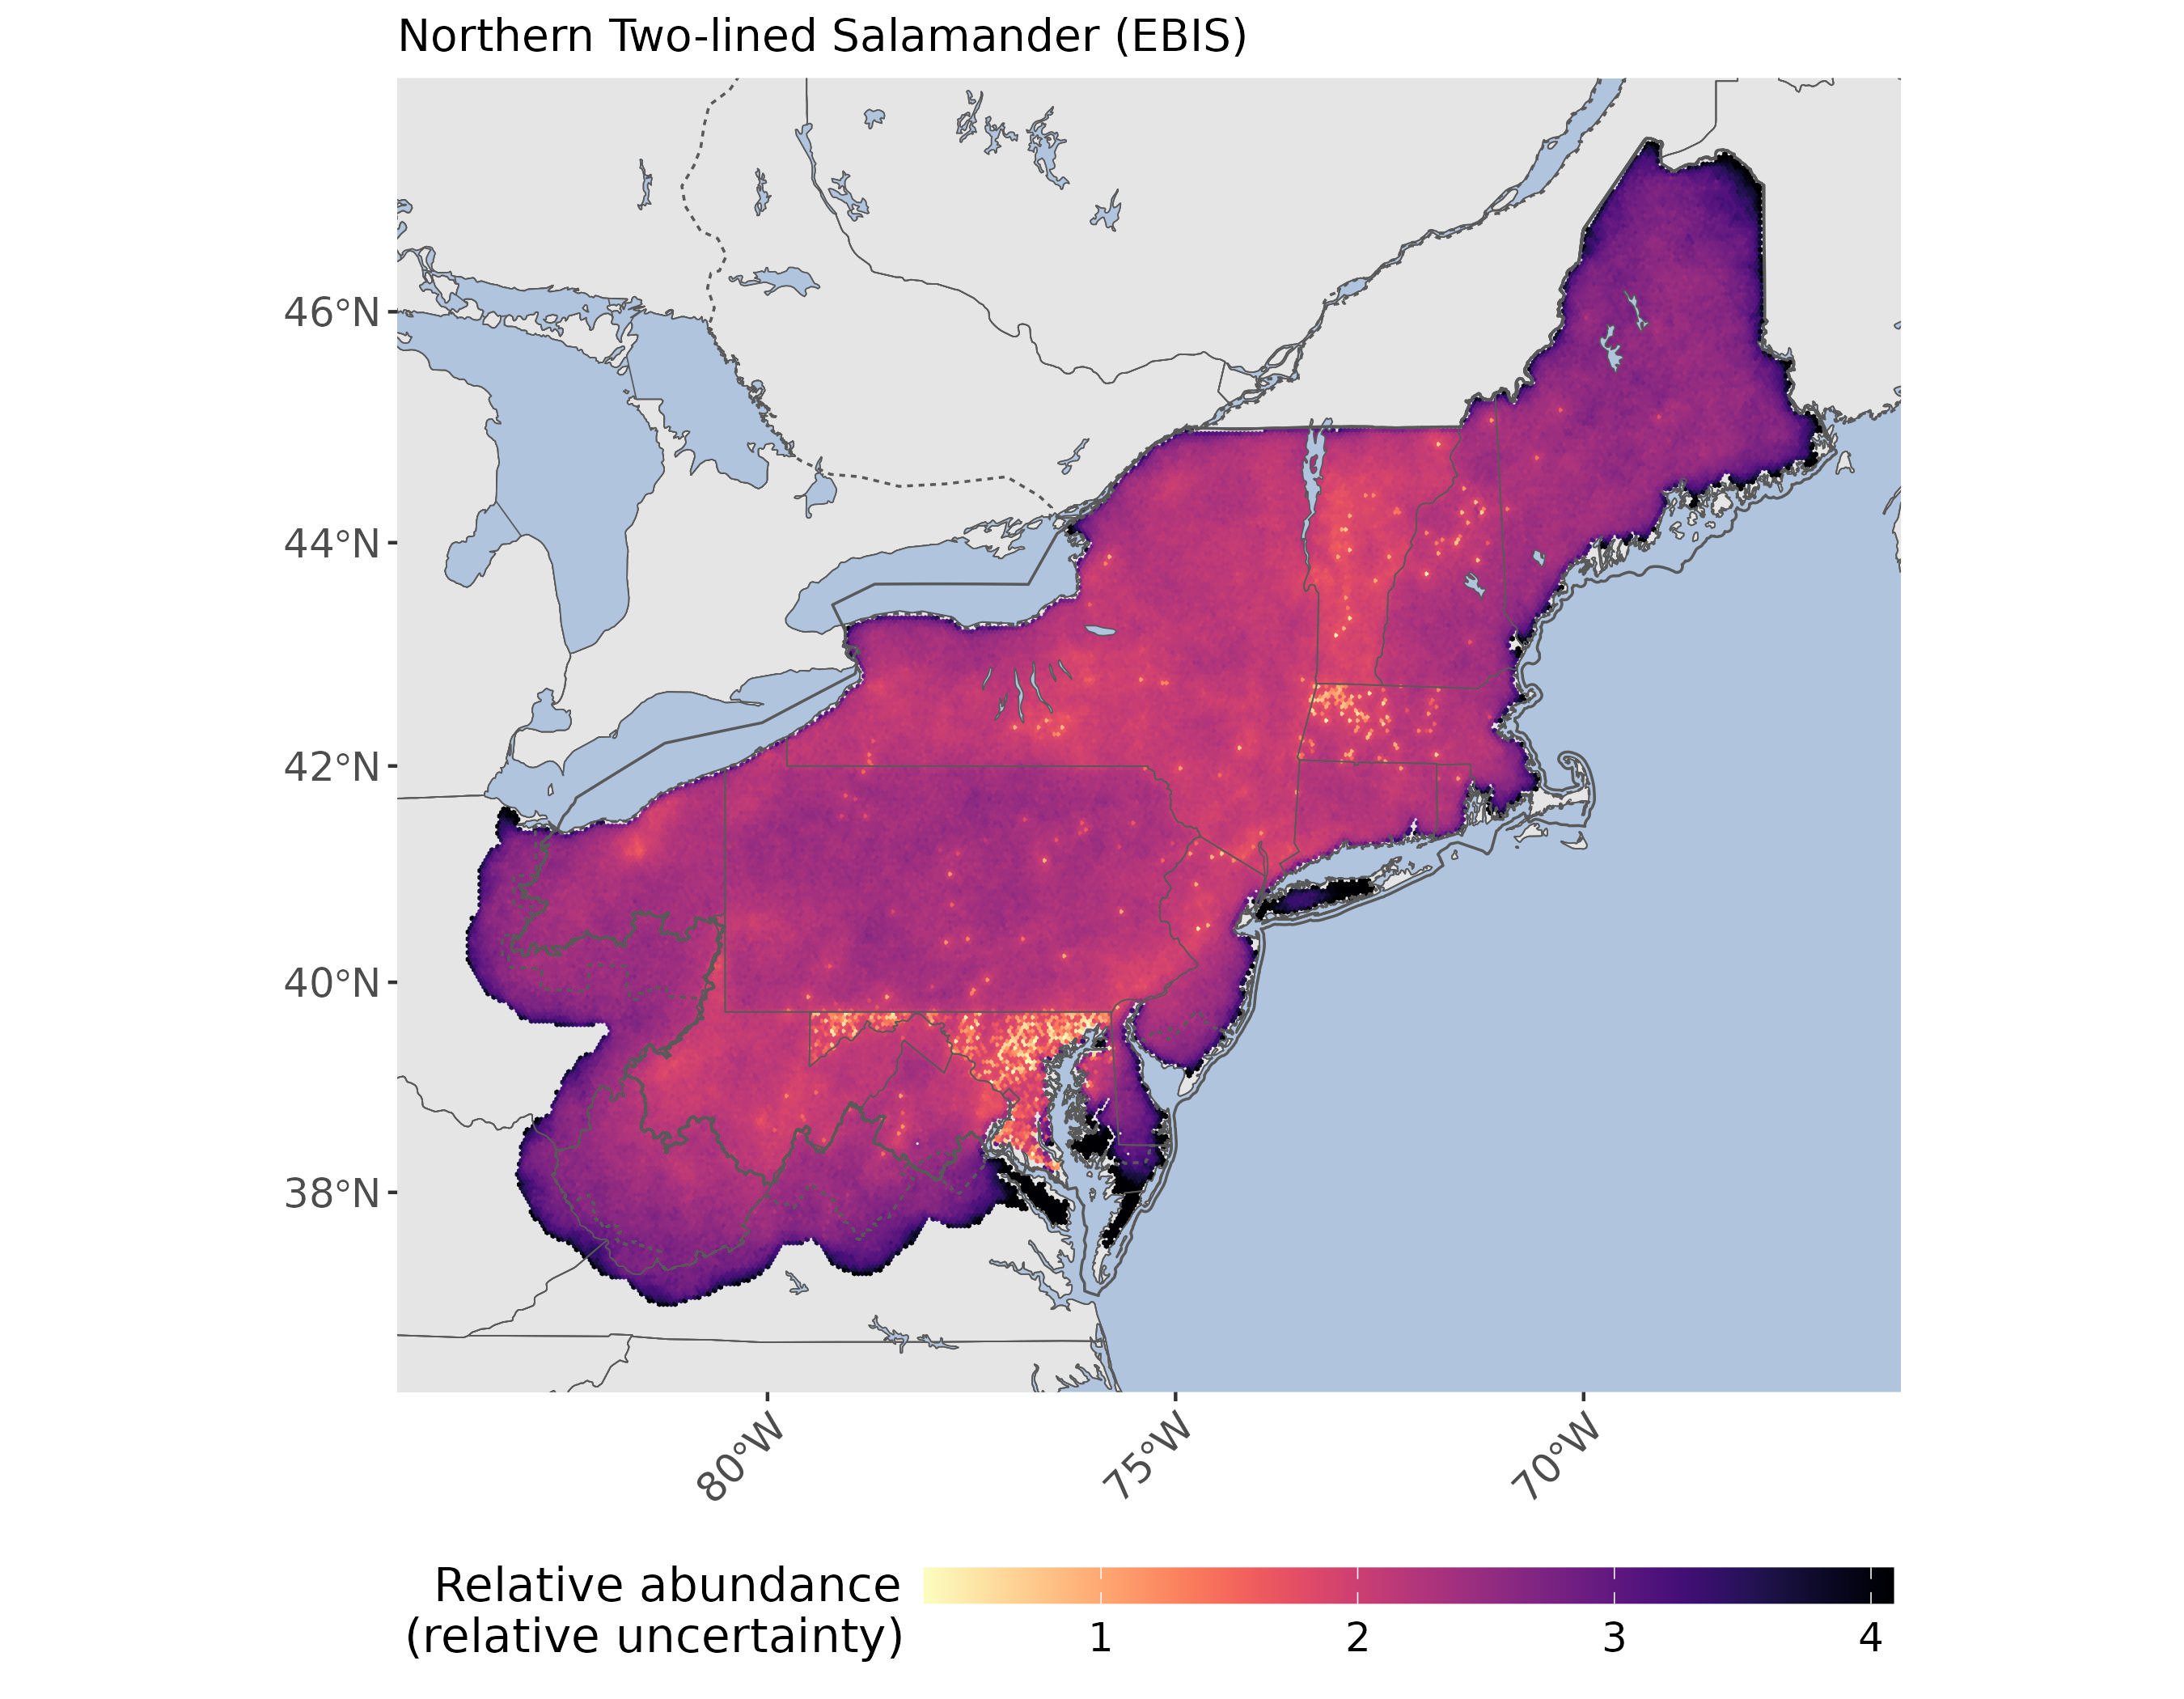 Northern Two-lined Salamander (EBIS)
46°N
44°N
42°N
40°N
38°N
80°W
75°W
70°W
Relative abundance
(relative uncertainty)
1
2
3
4